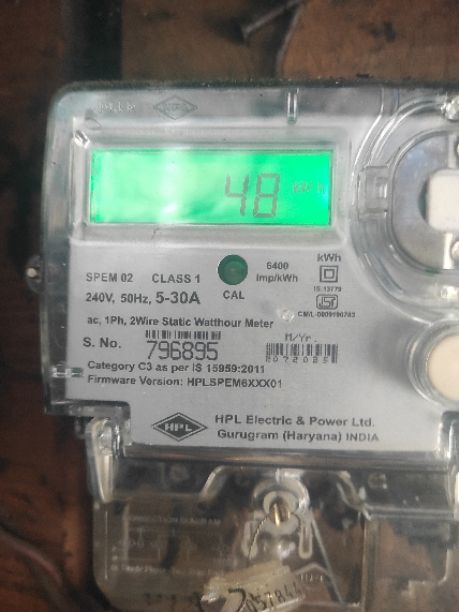 HPL
48 kWh
kWh
SPEM 02 CLASS 1
6400
Imp/kWh
IS 13779
240V, 50Hz, 5-30A
CAL
ac, 1Ph, 2Wire Static Watthour Meter
M/Yr.
S. No. 796895
Category C3 as per IS 15959:2011
Firmware Version: HPLSPEM6XXX01
HPL
HPL Electric & Power Ltd.
Gurugram (Haryana) INDIA